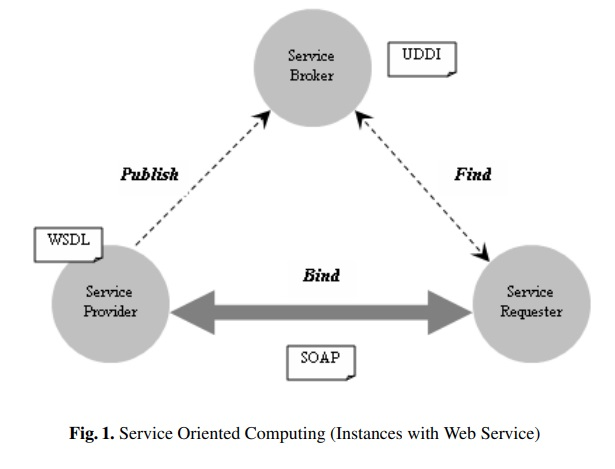 Service
Broker
UDDI
Publish
Find
WSDL
Service
Provider
Bind
Service
Requester
SOAP
Fig. 1. Service Oriented Computing (Instances with Web Service)